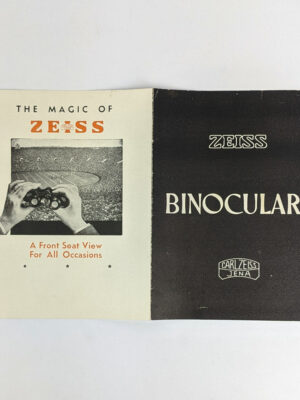 THE MAGIC OF
ZEISS
A Front Seat View
For All Occasions
ZEISS
BINOCULAR
CARL ZEISS
JENA